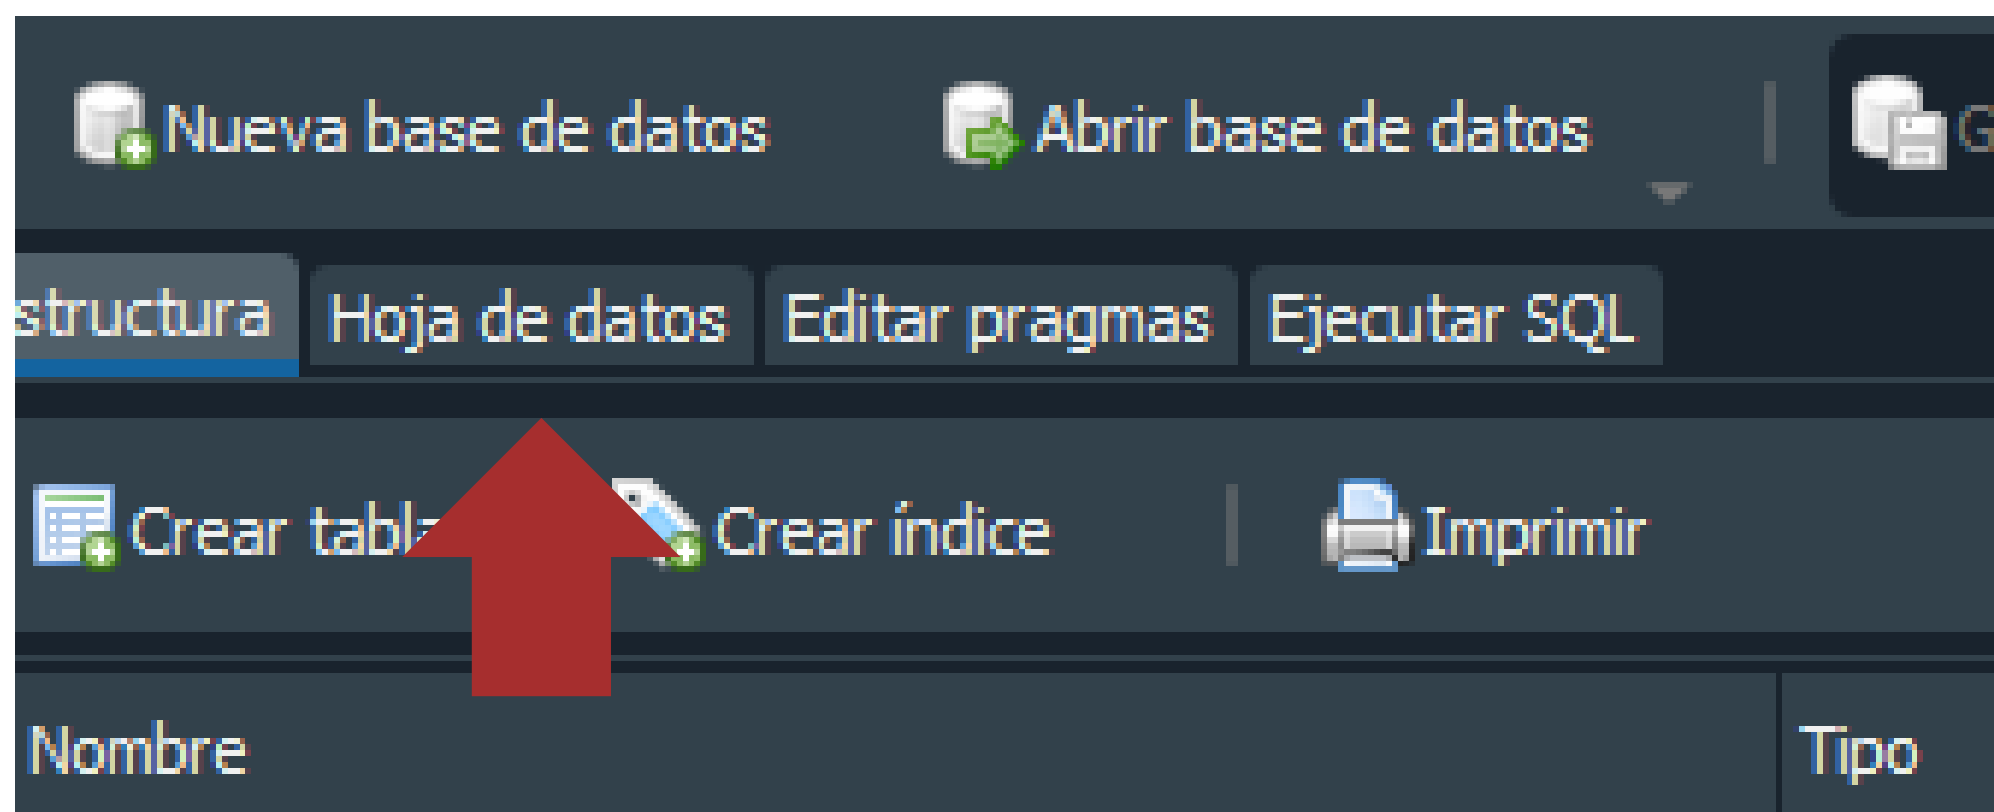 Nueva base de datos Abrir base de datos G
structura Hoja de datos Editar pragmas Ejecutar SQL
Crear tabla Crear índice Imprimir
Nombre Tipo